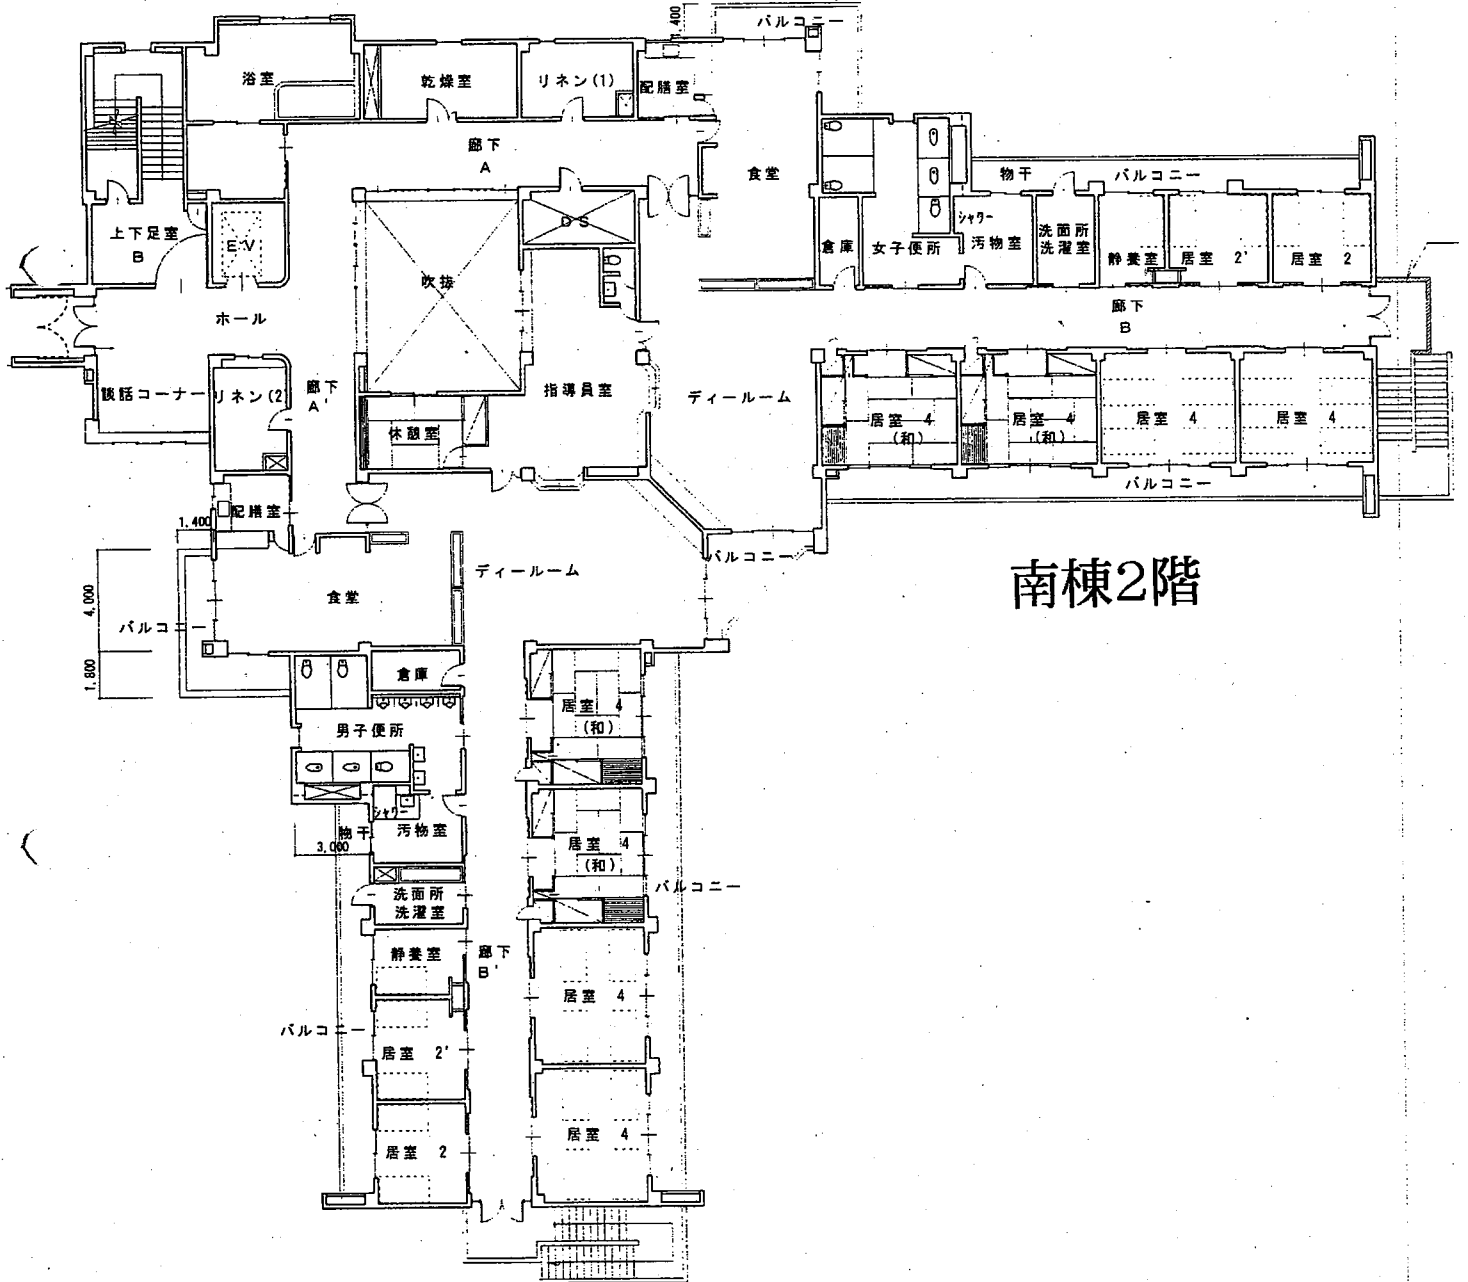 400
バルコニー
浴室
乾燥室
リネン(1)
配膳室
廊下
A
食堂
物干
バルコニー
上下足室
B
EV
DS
吹抜
倉庫
女子便所
シャワー
汚物室
洗面所
洗濯室
静養室
居室 2'
居室 2
ホール
廊下
B
談話コーナー
リネン(2)
廊下
A'
休憩室
指導員室
ディールーム
居室 4
(和)
居室 4
(和)
居室 4
居室 4
バルコニー
配膳室
1,400
バルコニー
ディールーム
食堂
南棟2階
4,000
バルコニー
1,800
倉庫
居室 4
(和)
男子便所
シャワー
物干
汚物室
3,000
居室 4
(和)
バルコニー
洗面所
洗濯室
静養室
廊下
B'
居室 4
バルコニー
居室 2'
居室 2
居室 4